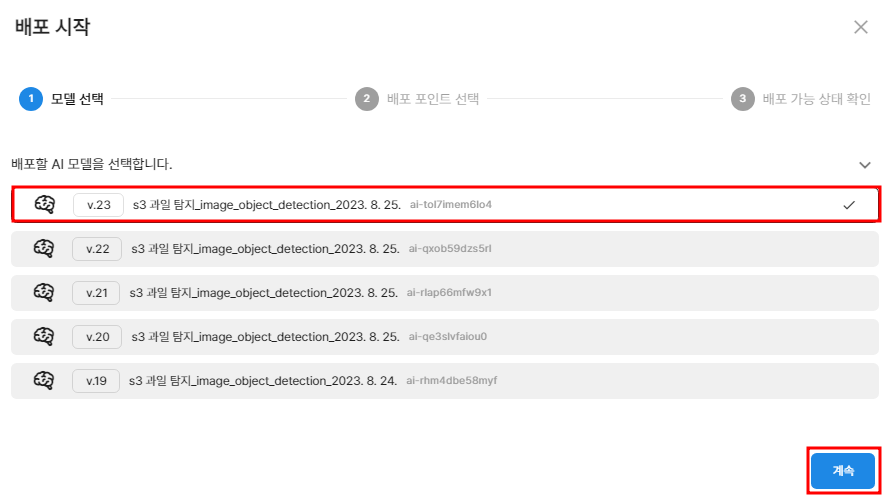 배포 시작
1 모델 선택 2 배포 포인트 선택 3 배포 가능 상태 확인
배포할 AI 모델을 선택합니다.
v.23 s3 과일 탐지_image_object_detection_2023. 8. 25. ai-tol7imem6lo4
v.22 s3 과일 탐지_image_object_detection_2023. 8. 25. ai-qxob59dzs5rl
v.21 s3 과일 탐지_image_object_detection_2023. 8. 25. ai-rlap66mfw9x1
v.20 s3 과일 탐지_image_object_detection_2023. 8. 25. ai-qe3slvfaiou0
v.19 s3 과일 탐지_image_object_detection_2023. 8. 24. ai-rhm4dbe58myf
계속